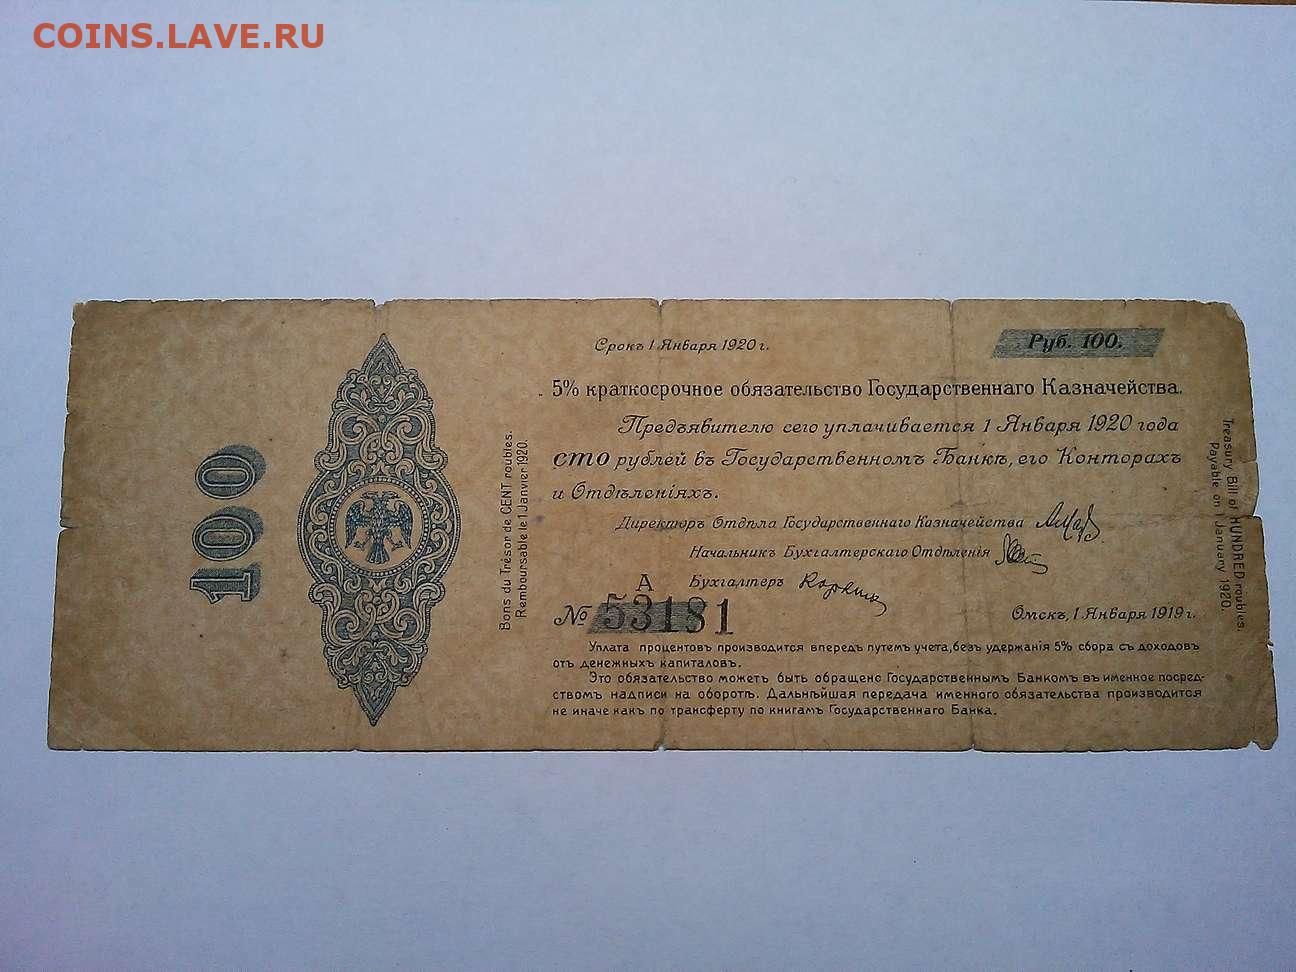 COINS.LAVE.RU
Срокъ 1 Января 1920 г.
Руб. 100.
5% краткосрочное обязательство Государственнаго Казначейства.
Предъявителю сего уплачивается 1 Января 1920 года
сто рублей въ Государственномъ Банкѣ, его Конторахъ
и Отдѣленіяхъ.
Директоръ Отдѣла Государственнаго Казначейства
Начальникъ Бухгалтерскаго Отдѣленія
А Бухгалтеръ
№ 53181
Омскъ, 1 Января 1919 г.
Уплата процентовъ производится впередъ путемъ учета, безъ удержанія 5% сбора съ доходовъ
отъ денежныхъ капиталовъ.
Это обязательство можетъ быть обращено Государственнымъ Банкомъ въ именное посред-
ствомъ надписи на оборотѣ. Дальнѣйшая передача именного обязательства производится
не иначе какъ по трансферту по книгамъ Государственнаго Банка.
100
Bons du Trésor de CENT roubles.
Remboursable le 1 Janvier 1920.
Treasury Bill of HUNDRED roubles.
Payable on 1 January 1920.